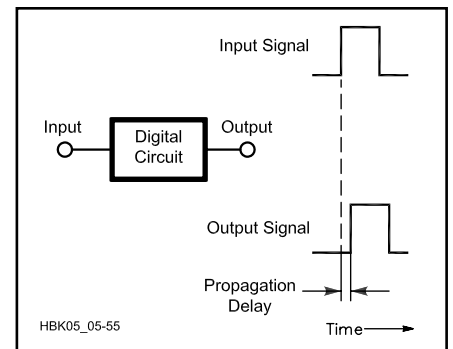 Input Signal
Input
Digital
Circuit
Output
Output Signal
Propagation
Delay
HBK05_05-55
Time